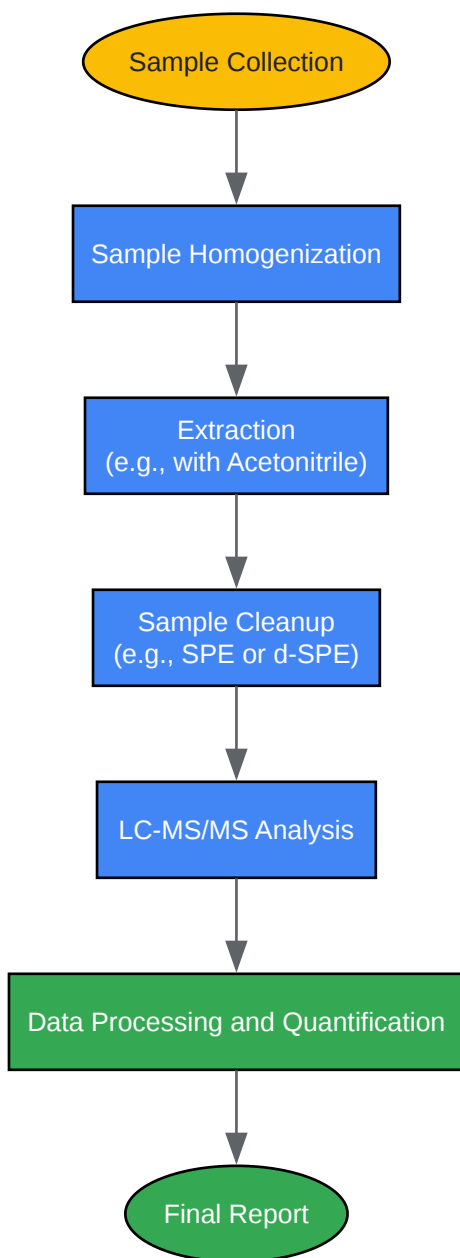 Sample Collection
Sample Homogenization
Extraction
(e.g., with Acetonitrile)
Sample Cleanup
(e.g., SPE or d-SPE)
LC-MS/MS Analysis
Data Processing and Quantification
Final Report